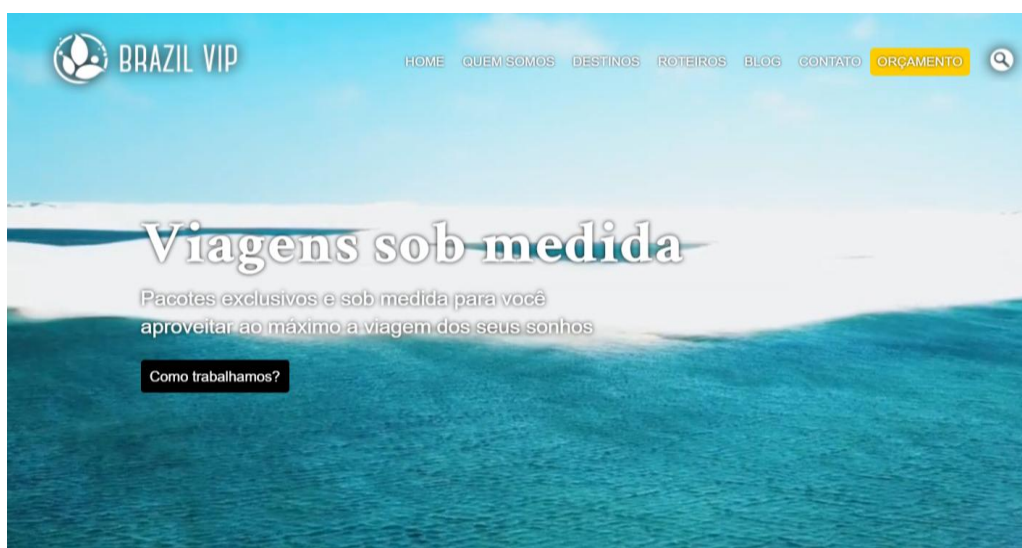 BRAZIL VIP
HOME QUEM SOMOS DESTINOS ROTEIROS BLOG CONTATO ORÇAMENTO
Viagens sob medida
Pacotes exclusivos e sob medida para você
aproveitar ao máximo a viagem dos seus sonhos
Como trabalhamos?